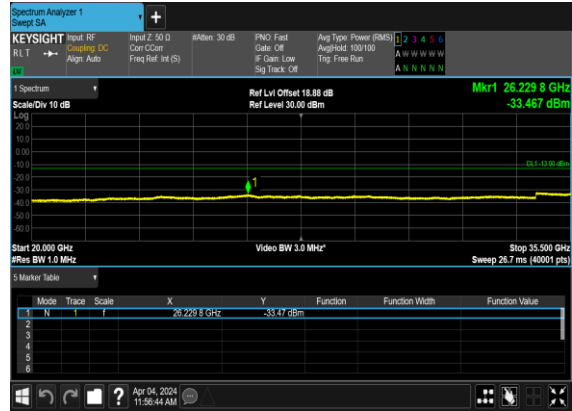 Spectrum Analyzer 1
Swept SA
+
KEYSIGHT
RLT
LV
Input: RF
Coupling: DC
Align: Auto
Input Z: 50 Ω
Corr CCorr
Freq Ref: Int (S)
#Atten: 30 dB
PNO: Fast
Gate: Off
IF Gain: Low
Sig Track: Off
Avg Type: Power (RMS)
Avg|Hold: 100/100
Trig: Free Run
1 2 3 4 5 6
A W W W W W
A N N N N N
1 Spectrum
Scale/Div 10 dB
Ref Lvl Offset 18.88 dB
Ref Level 30.00 dBm
Mkr1 26.229 8 GHz
-33.467 dBm
Log
20.0
10.0
0.00
-10.0
-20.0
-30.0
-40.0
-50.0
-60.0
1
DL1 -13.00 dBm
Start 20.000 GHz
#Res BW 1.0 MHz
Video BW 3.0 MHz*
Stop 35.500 GHz
Sweep 26.7 ms (40001 pts)
5 Marker Table
Mode Trace Scale X Y Function Function Width Function Value
1 N 1 f 26.229 8 GHz -33.47 dBm
2
3
4
5
6
?
Apr 04, 2024
11:56:44 AM